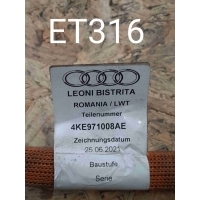 ET316
LEONI BISTRITA
ROMANIA / LWT
Teilenummer
4KE971008AE
Zeichnungsdatum
25.06.2021
Baustufe
Serie